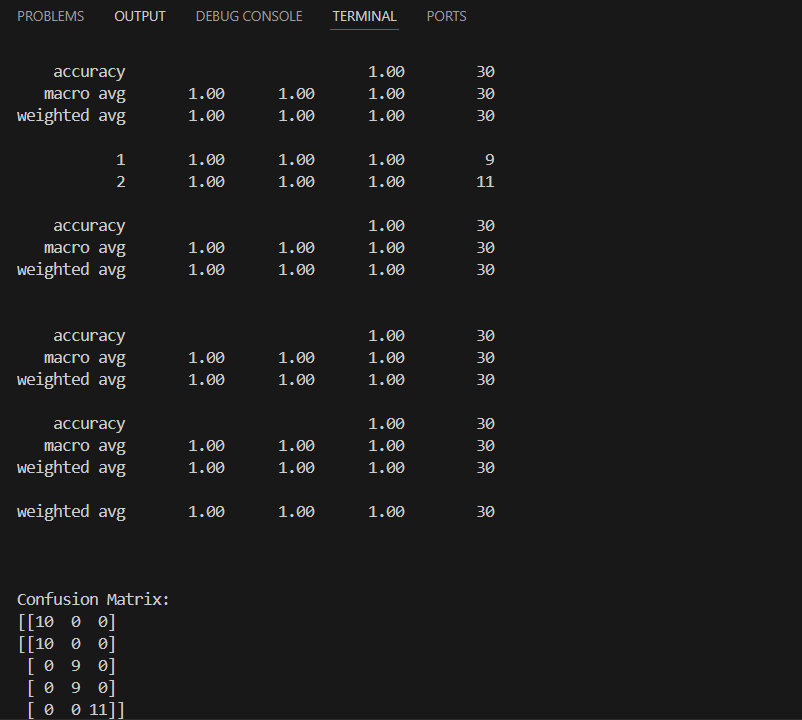 PROBLEMS OUTPUT DEBUG CONSOLE TERMINAL PORTS
accuracy 1.00 30
macro avg 1.00 1.00 1.00 30
weighted avg 1.00 1.00 1.00 30
1 1.00 1.00 1.00 9
2 1.00 1.00 1.00 11
accuracy 1.00 30
macro avg 1.00 1.00 1.00 30
weighted avg 1.00 1.00 1.00 30
accuracy 1.00 30
macro avg 1.00 1.00 1.00 30
weighted avg 1.00 1.00 1.00 30
accuracy 1.00 30
macro avg 1.00 1.00 1.00 30
weighted avg 1.00 1.00 1.00 30
weighted avg 1.00 1.00 1.00 30
Confusion Matrix:
[[10 0 0]
[[10 0 0]
[ 0 9 0]
[ 0 9 0]
[ 0 0 11]]